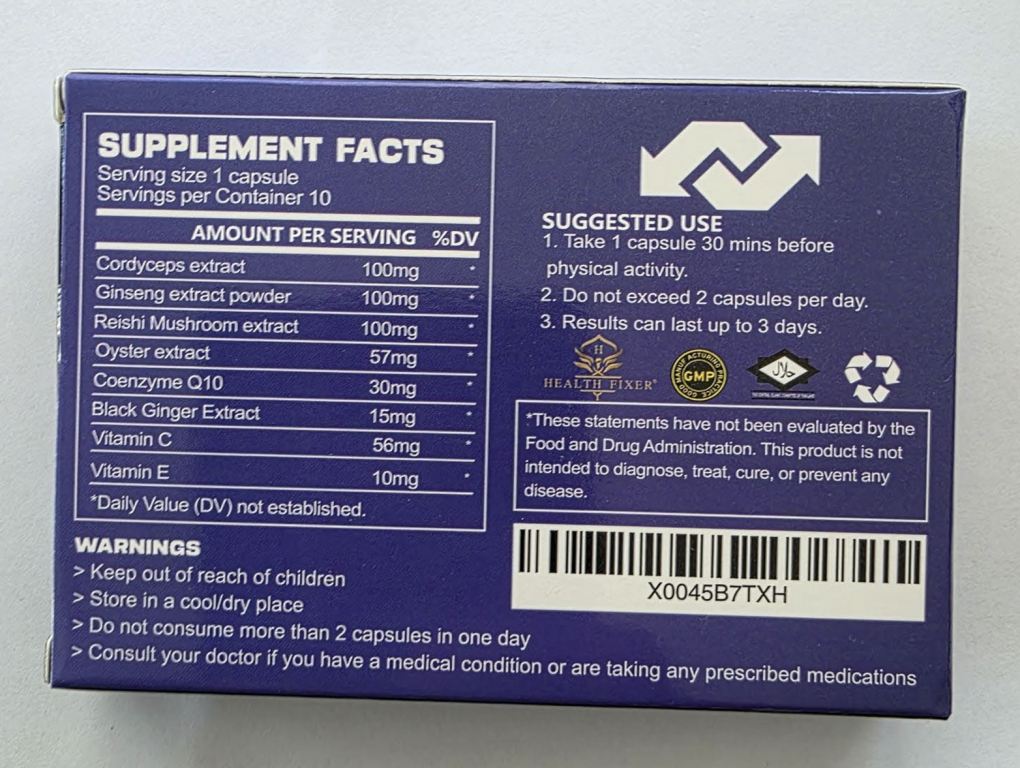 SUPPLEMENT FACTS
Serving size 1 capsule
Servings per Container 10
AMOUNT PER SERVING %DV
Cordyceps extract 100mg *
Ginseng extract powder 100mg *
Reishi Mushroom extract 100mg *
Oyster extract 57mg *
Coenzyme Q10 30mg *
Black Ginger Extract 15mg *
Vitamin C 56mg *
Vitamin E 10mg *
*Daily Value (DV) not established.
WARNINGS
> Keep out of reach of children
> Store in a cool/dry place
> Do not consume more than 2 capsules in one day
> Consult your doctor if you have a medical condition or are taking any prescribed medications
SUGGESTED USE
1. Take 1 capsule 30 mins before
physical activity.
2. Do not exceed 2 capsules per day.
3. Results can last up to 3 days.
H
HEALTH FIXER®
GOOD MANUFACTURING PRACTICE
GMP
حلال
*These statements have not been evaluated by the
Food and Drug Administration. This product is not
intended to diagnose, treat, cure, or prevent any
disease.
X0045B7TXH